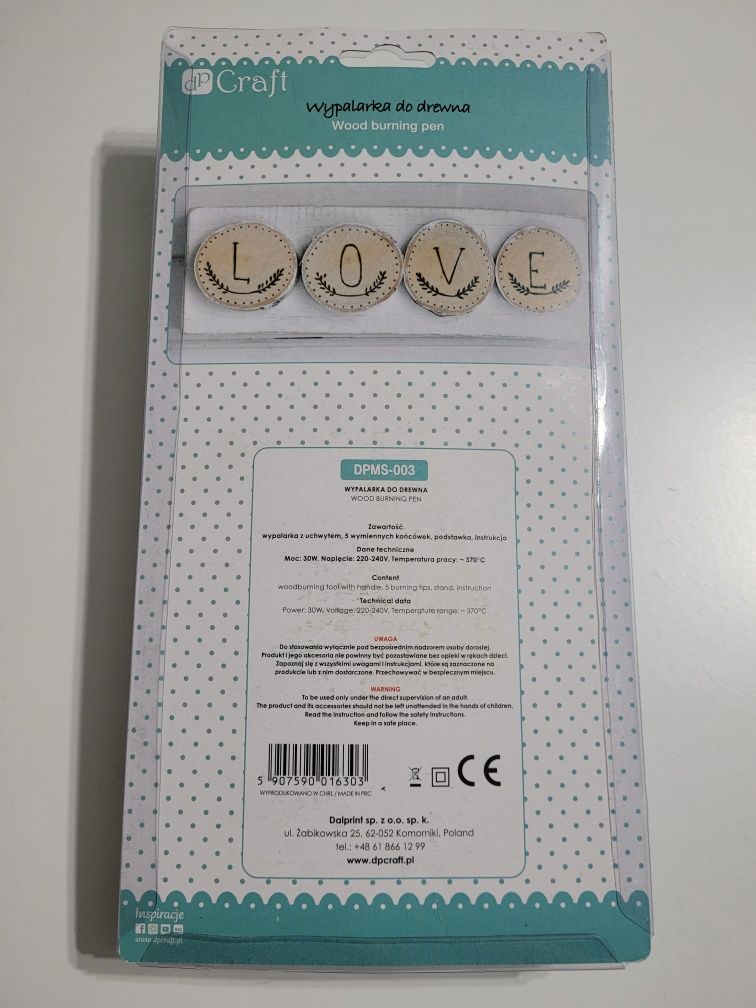 dp Craft
Wypalarka do drewna
Wood burning pen
L O V E
DPMS-003
WYPALARKA DO DREWNA
WOOD BURNING PEN
Zawartość
wypalarka z uchwytem, 5 wymiennych końcówek, podstawka, instrukcja
Dane techniczne
Moc: 30W, Napięcie: 220-240V, Temperatura pracy: ~ 370°C
Content
woodburning tool with handle, 5 burning tips, stand, instruction
Technical data
Power: 30W, Voltage: 220-240V, Temperature range: ~ 370°C
UWAGA
Do stosowania wyłącznie pod bezpośrednim nadzorem osoby dorosłej.
Produkt i jego akcesoria nie powinny być pozostawiane bez opieki w rękach dzieci.
Zapoznaj się z wszystkimi uwagami i instrukcjami, które są zaznaczone na
produkcie lub z nim dostarczone. Przechowywać w bezpiecznym miejscu.
WARNING
To be used only under the direct supervision of an adult.
The product and its accessories should not be left unattended in the hands of children.
Read the instruction and follow the safety instructions.
Keep in a safe place.
5 907590 016303
CE
WYPRODUKOWANO W CHRL / MADE IN PRC
Dalprint sp. z o.o. sp. k.
ul. Żabikowska 25, 62-052 Komorniki, Poland
tel.: +48 61 866 12 99
www.dpcraft.pl
Inspiracje
www.dpcraft.pl